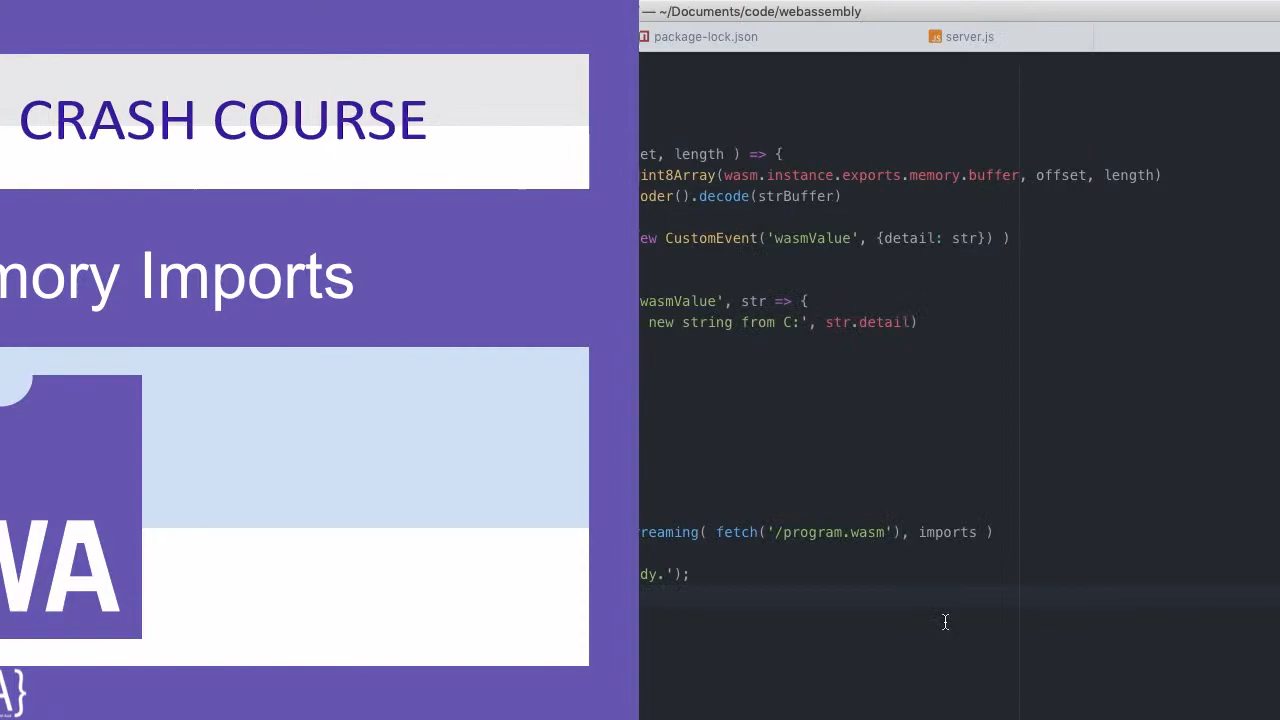 CRASH COURSE
mory Imports
WA
A}
— ~/Documents/code/webassembly
package-lock.json
server.js
et, length ) => {
int8Array(wasm.instance.exports.memory.buffer, offset, length)
oder().decode(strBuffer)
ew CustomEvent('wasmValue', {detail: str}) )
wasmValue', str => {
new string from C:', str.detail)
reaming( fetch('/program.wasm'), imports )
dy.');